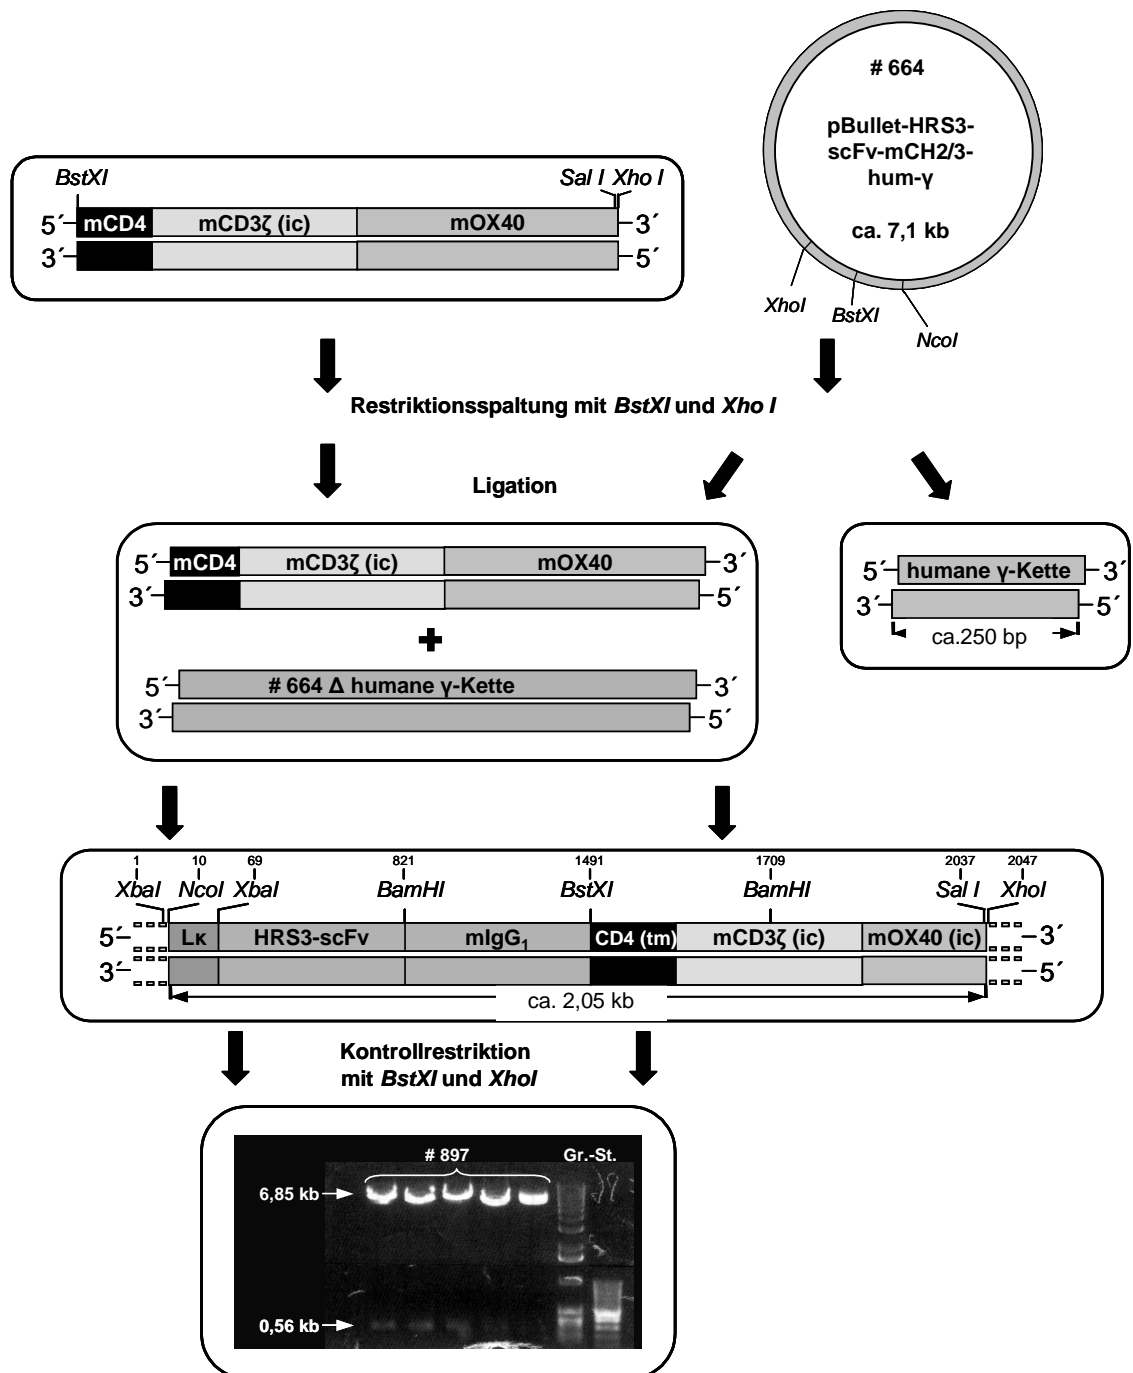 # 664
pBullet-HRS3-
scFv-mCH2/3-
hum-γ
ca. 7,1 kb
XhoI
BstXI
NcoI
BstXI
Sal I Xho I
5´ mCD4 mCD3ζ (ic) mOX40 3´
3´ 5´
Restriktionsspaltung mit BstXI und Xho I
Ligation
5´ mCD4 mCD3ζ (ic) mOX40 3´
3´ 5´
+
5´ # 664 Δ humane γ-Kette 3´
3´ 5´
5´ humane γ-Kette 3´
3´ 5´
ca.250 bp
1 10 69 821 1491 1709 2037 2047
XbaI NcoI XbaI BamHI BstXI BamHI Sal I XhoI
5´ Lκ HRS3-scFv mIgG₁ CD4 (tm) mCD3ζ (ic) mOX40 (ic) 3´
3´ 5´
ca. 2,05 kb
Kontrollrestriktion
mit BstXI und XhoI
# 897 Gr.-St.
6,85 kb
0,56 kb